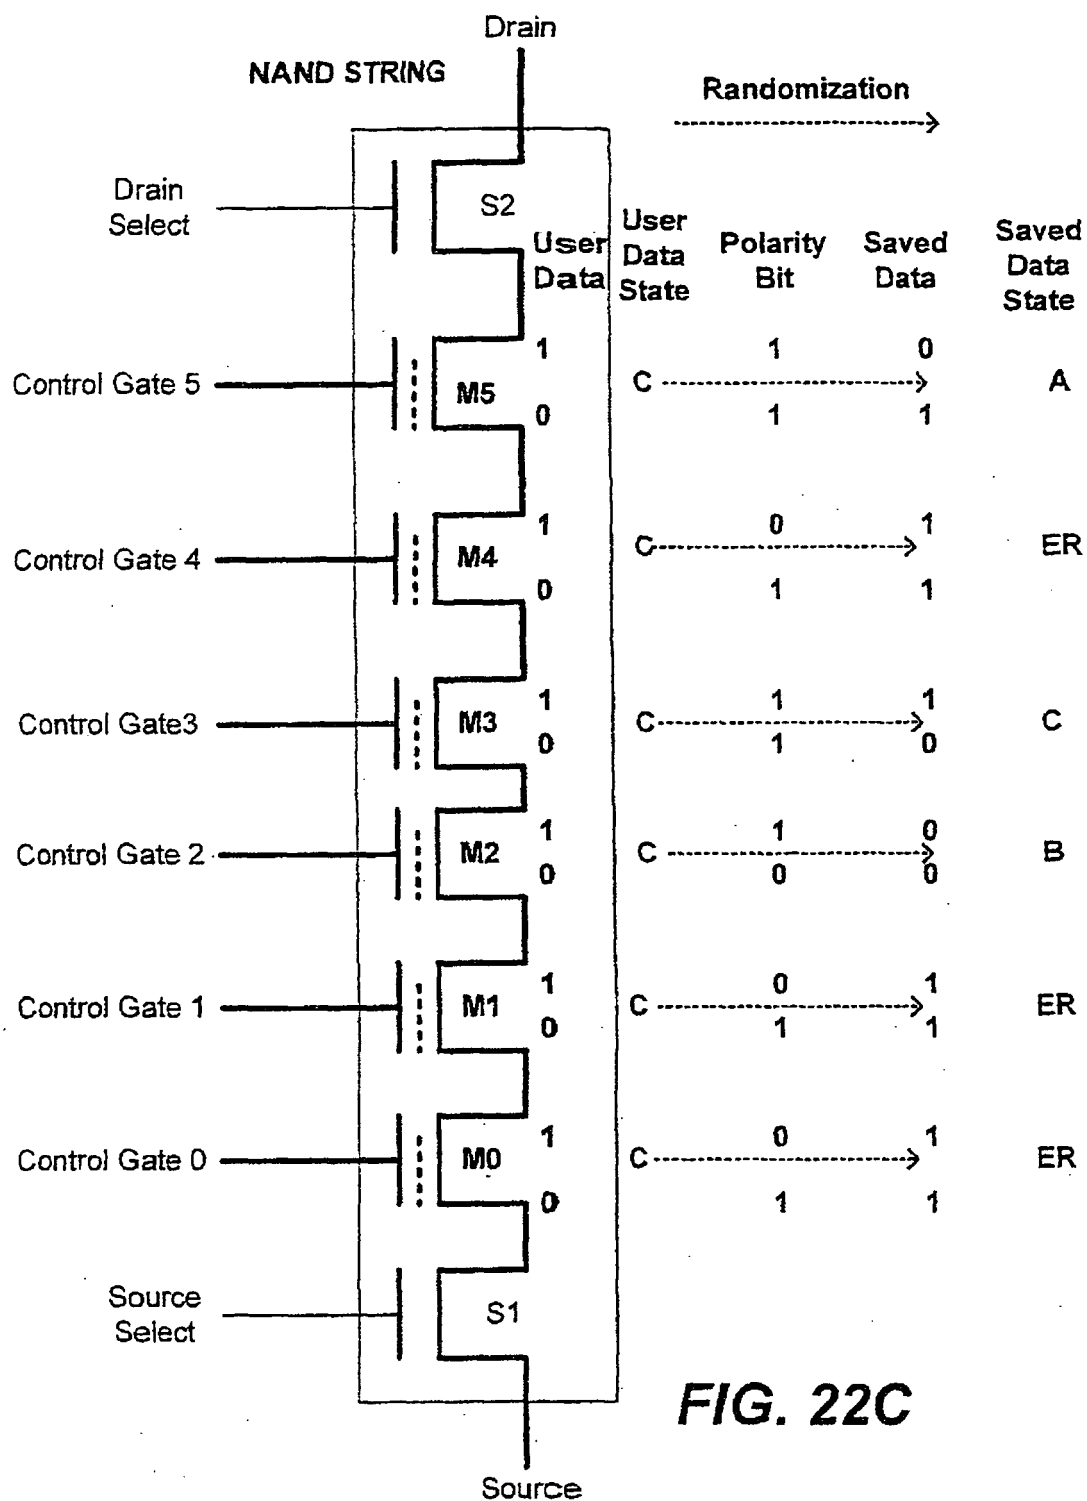 Drain
NAND STRING
Randomization
Drain
Select
S2
User
Data
User
Data
State
Polarity
Bit
Saved
Data
Saved
Data
State
1 1 0
Control Gate 5 M5 C A
0 1 1
1 0 1
Control Gate 4 M4 C ER
0 1 1
1 1 1
Control Gate3 M3 C C
0 1 0
1 1 0
Control Gate 2 M2 C B
0 0 0
1 0 1
Control Gate 1 M1 C ER
0 1 1
1 0 1
Control Gate 0 M0 C ER
0 1 1
Source
Select
S1
FIG. 22C
Source